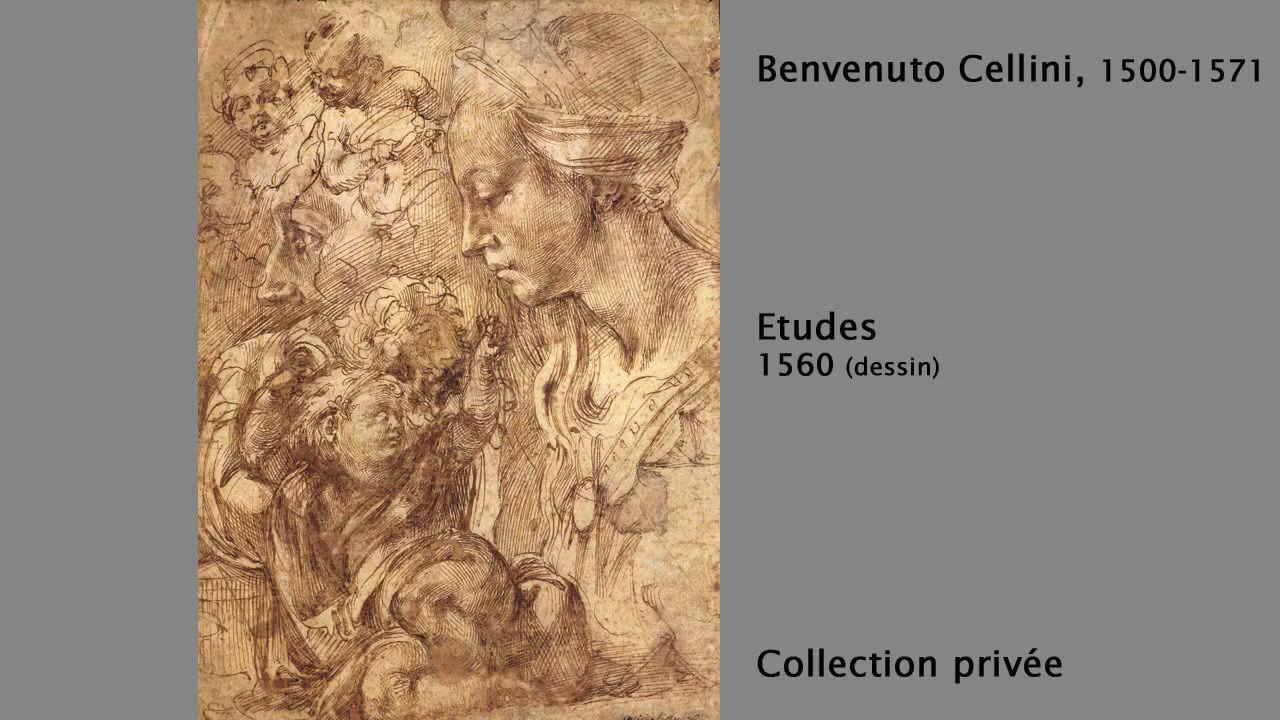 Benvenuto Cellini, 1500-1571
Etudes
1560 (dessin)
Collection privée